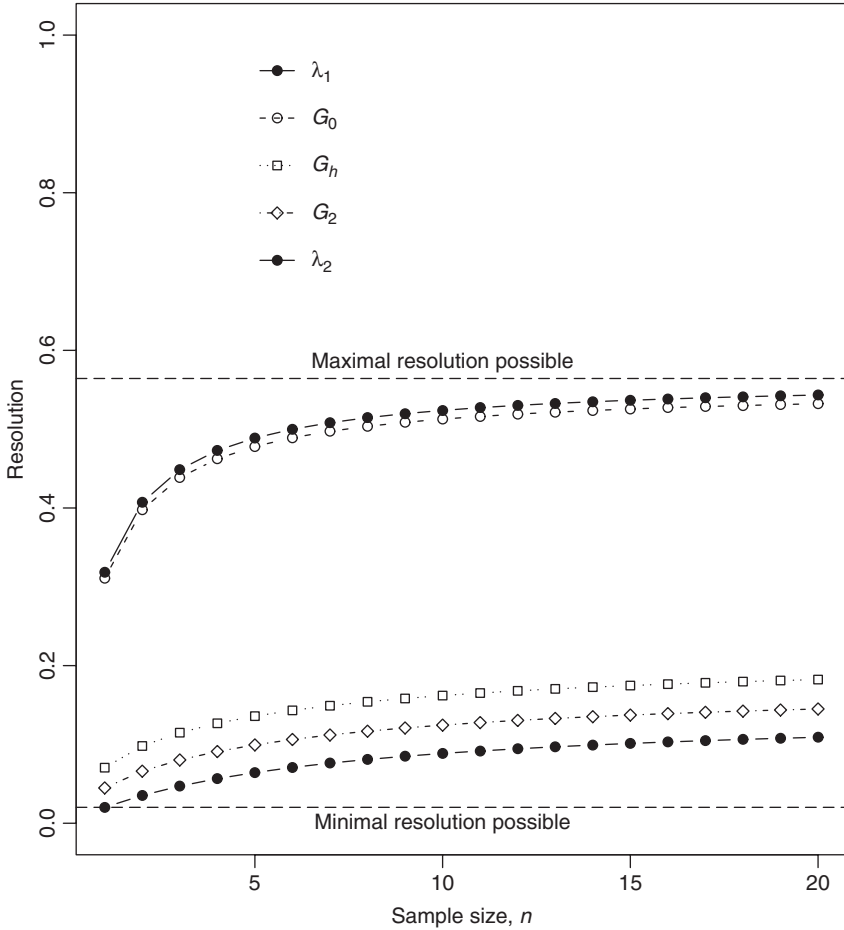 1.0
0.8
0.6
0.4
0.2
0.0
Resolution
λ1
G0
Gh
G2
λ2
Maximal resolution possible
Minimal resolution possible
5 10 15 20
Sample size, n